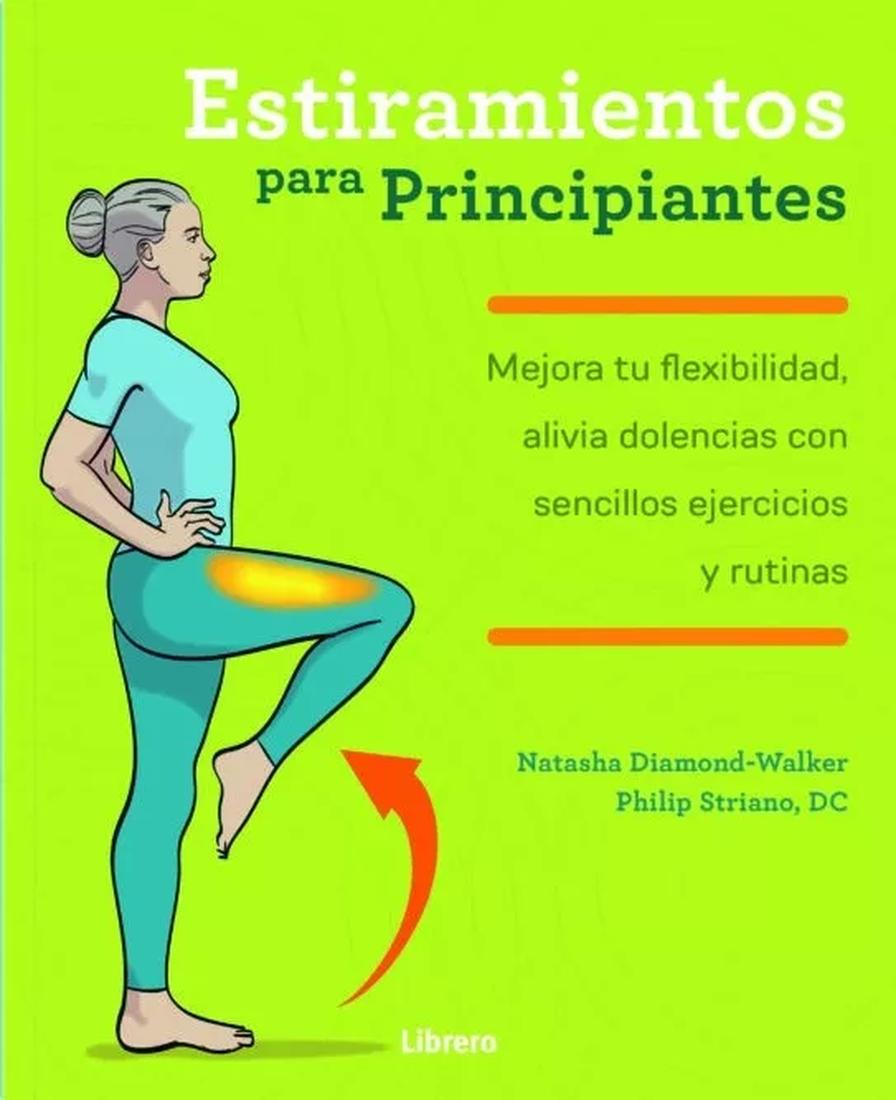 Estiramientos
para Principiantes
Mejora tu flexibilidad,
alivia dolencias con
sencillos ejercicios
y rutinas
Natasha Diamond-Walker
Philip Striano, DC
Librero